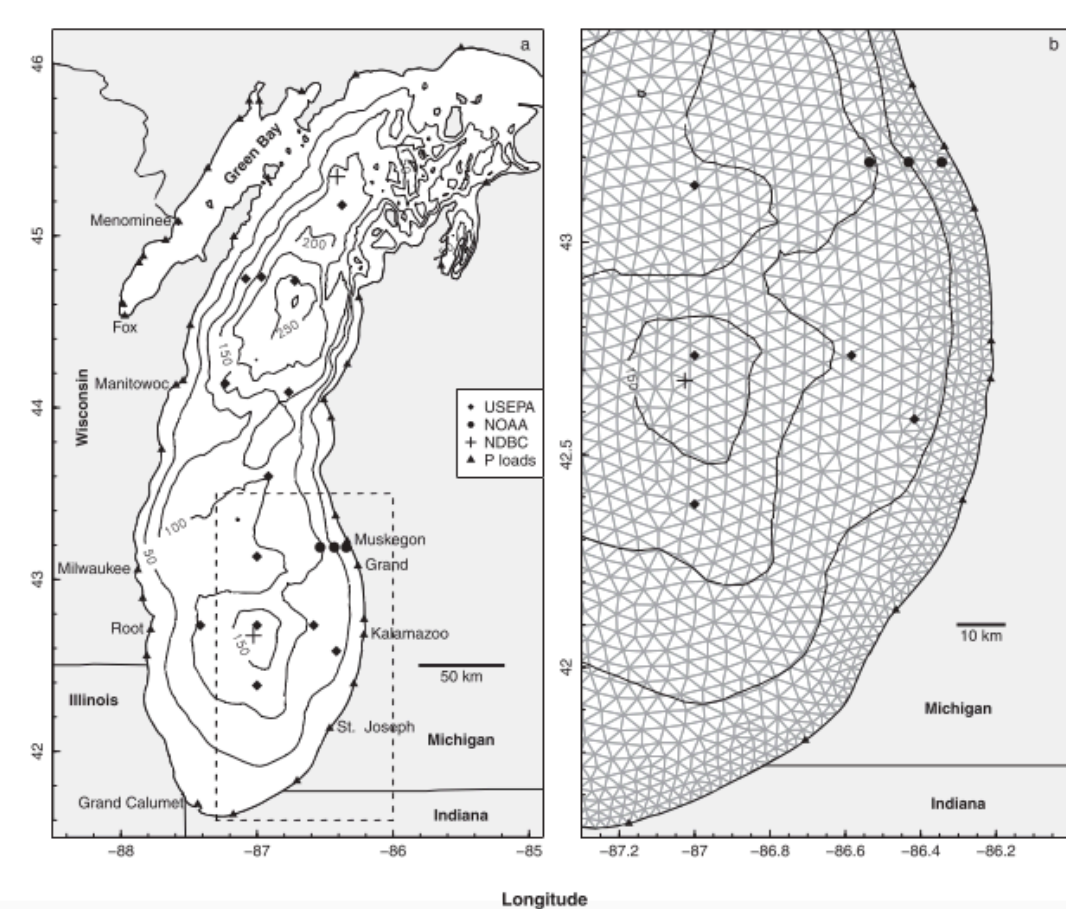 a
46
45
44
43
42
Green Bay
Menominee
200
Fox
250
150
Manitowoc
Wisconsin
USEPA
NOAA
NDBC
P loads
100
50
Muskegon
Milwaukee
Grand
Root
150
Kalamazoo
50 km
Illinois
St. Joseph
Michigan
Grand Calumet
Indiana
−88
−87
−86
−85
b
43
42.5
42
150
10 km
Michigan
Indiana
−87.2
−87
−86.8
−86.6
−86.4
−86.2
Longitude